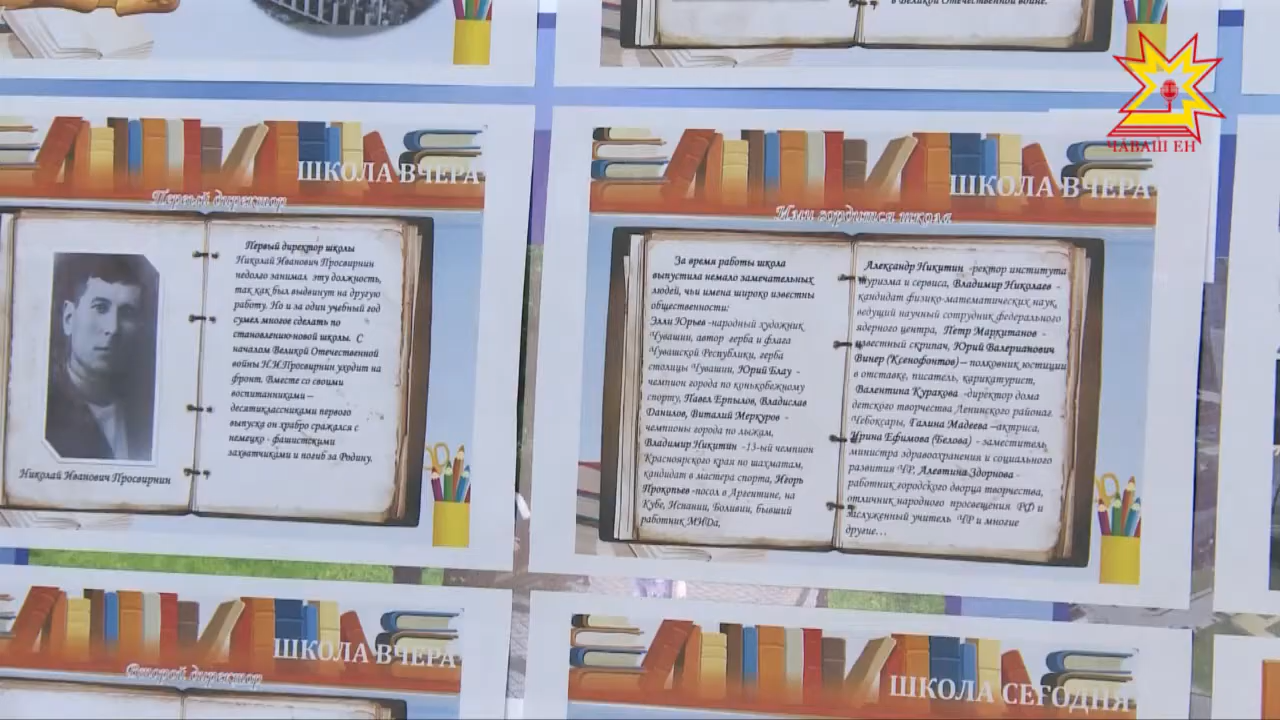 в Великой Отечественной войне.
ЧӐВАШ ЕН
ШКОЛА ВЧЕРА
Первый директор
Первый директор школы
Николай Иванович Просвирнин
недолго занимал эту должность,
так как был выдвинут на другую
работу. Но и за один учебный год
сумел многое сделать по
становлению новой школы. С
началом Великой Отечественной
войны Н.И.Просвирнин уходит на
фронт. Вместе со своими
воспитанниками –
десятиклассниками первого
выпуска он храбро сражался с
немецко - фашистскими
захватчиками и погиб за Родину.
Николай Иванович Просвирнин
ШКОЛА ВЧЕРА
Ими гордится школа
За время работы школа
выпустила немало замечательных
людей, чьи имена широко известны
общественности:
Элли Юрьев -народный художник
Чувашии, автор герба и флага
Чувашской Республики, герба
столицы Чувашии, Юрий Блау -
чемпион города по конькобежному
спорту, Павел Ерпылов, Владислав
Данилов, Виталий Меркуров -
чемпионы города по лыжам,
Владимир Никитин -13-ый чемпион
Красноярского края по шахматам,
кандидат в мастера спорта, Игорь
Прокопьев -посол в Аргентине, на
Кубе, Испании, Боливии, бывший
работник МИДа,
Александр Никитин -ректор института
туризма и сервиса, Владимир Николаев -
кандидат физико-математических наук,
ведущий научный сотрудник федерального
ядерного центра, Петр Маркитанов -
известный скрипач, Юрий Валерианович
Винер (Ксенофонтов) – полковник юстиции
в отставке, писатель, карикатурист,
Валентина Куракова -директор дома
детского творчества Ленинского района г.
Чебоксары, Галина Мадеева –актриса,
Ирина Ефимова (Белова) - заместитель
министра здравоохранения и социального
развития ЧР, Алевтина Здорнова -
работник городского дворца творчества,
отличник народного просвещения РФ и
заслуженный учитель ЧР и многие
другие…
ШКОЛА ВЧЕРА
Второй директор
ШКОЛА СЕГОДНЯ